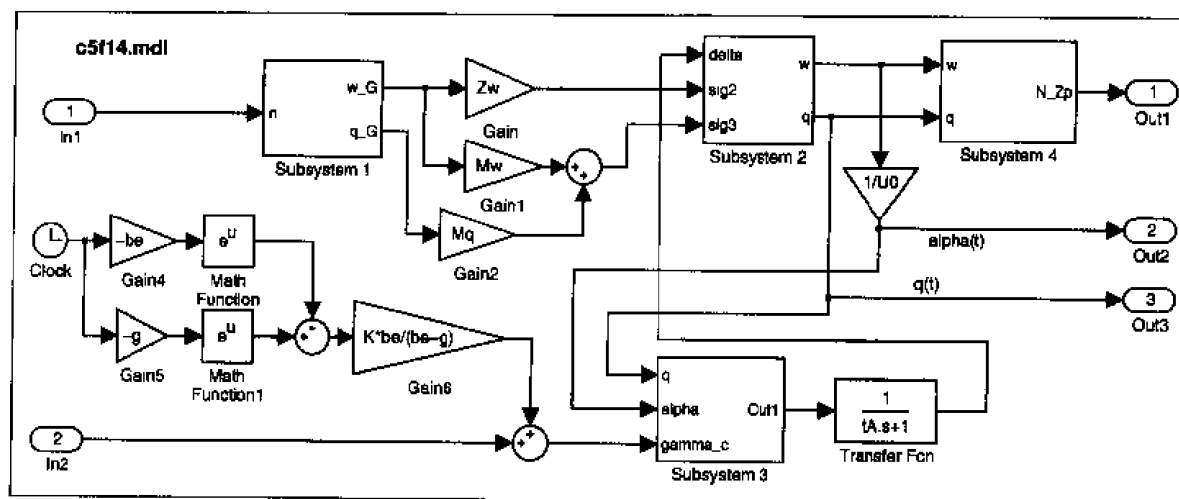 c5f14.mdl
1
In1
n
w_G
q_G
Subsystem 1
Zw
Gain
Mw
Gain1
Mq
Gain2
+
+
delta
sig2
sig3
w
q
Subsystem 2
w
q
N_Zp
Subsystem 4
1
Out1
1/U0
alpha(t)
2
Out2
q(t)
3
Out3
Clock
-be
Gain4
e^u
Math
Function
-g
Gain5
e^u
Math
Function1
+
-
K*be/(be-g)
Gain6
2
In2
+
+
q
alpha
gamma_c
Out1
Subsystem 3
1
tA.s+1
Transfer Fcn